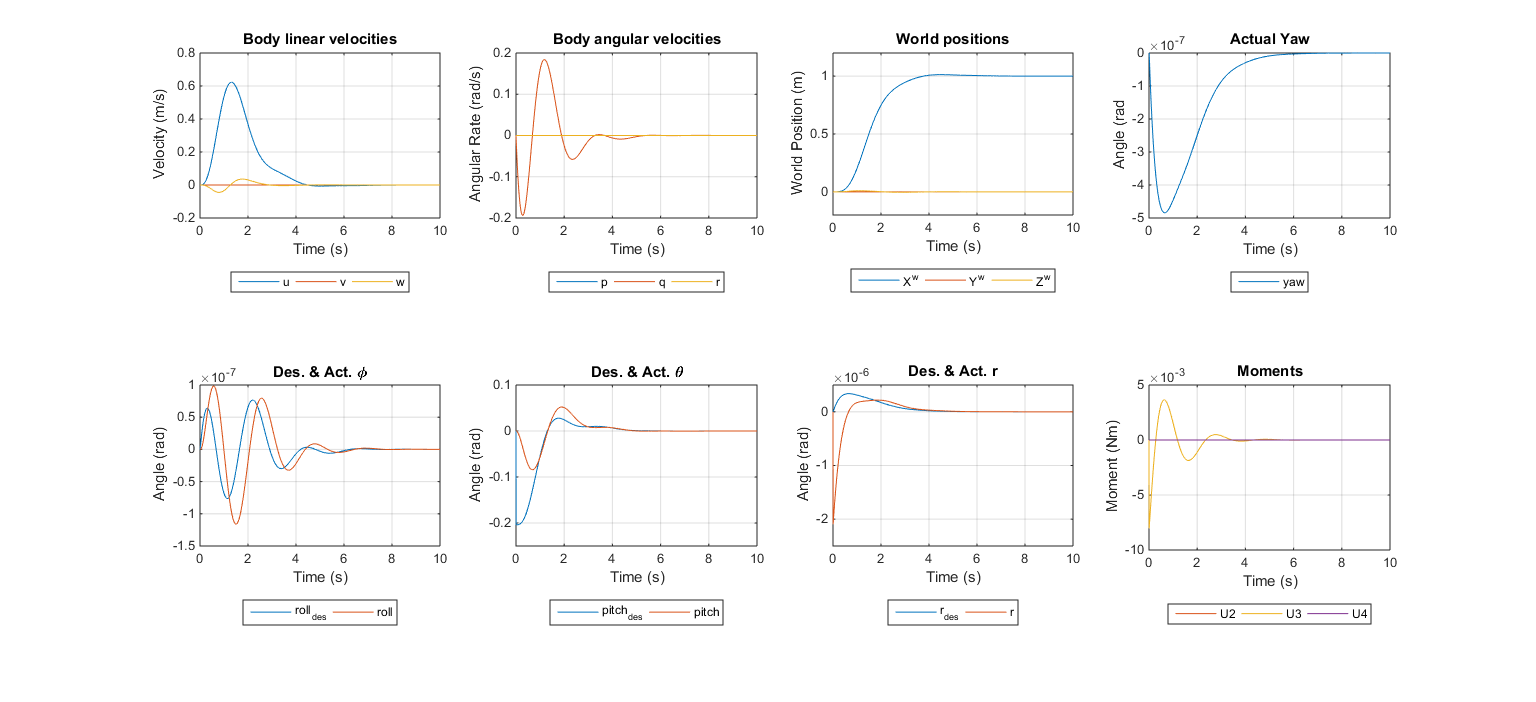 Body linear velocities
0.8
0.6
0.4
0.2
0
-0.2
Velocity (m/s)
0 2 4 6 8 10
Time (s)
u v w
Body angular velocities
0.2
0.1
0
-0.1
-0.2
Angular Rate (rad/s)
0 2 4 6 8 10
Time (s)
p q r
World positions
1
0.5
0
World Position (m)
0 2 4 6 8 10
Time (s)
X^w Y^w Z^w
Actual Yaw
×10^-7
0
-1
-2
-3
-4
-5
Angle (rad
0 2 4 6 8 10
Time (s)
yaw
Des. & Act. ϕ
×10^-7
1
0.5
0
-0.5
-1
-1.5
Angle (rad)
0 2 4 6 8 10
Time (s)
roll_des roll
Des. & Act. θ
0.1
0
-0.1
-0.2
Angle (rad)
0 2 4 6 8 10
Time (s)
pitch_des pitch
Des. & Act. r
×10^-6
0
-1
-2
Angle (rad)
0 2 4 6 8 10
Time (s)
r_des r
Moments
×10^-3
5
0
-5
-10
Moment (Nm)
0 2 4 6 8 10
Time (s)
U2 U3 U4